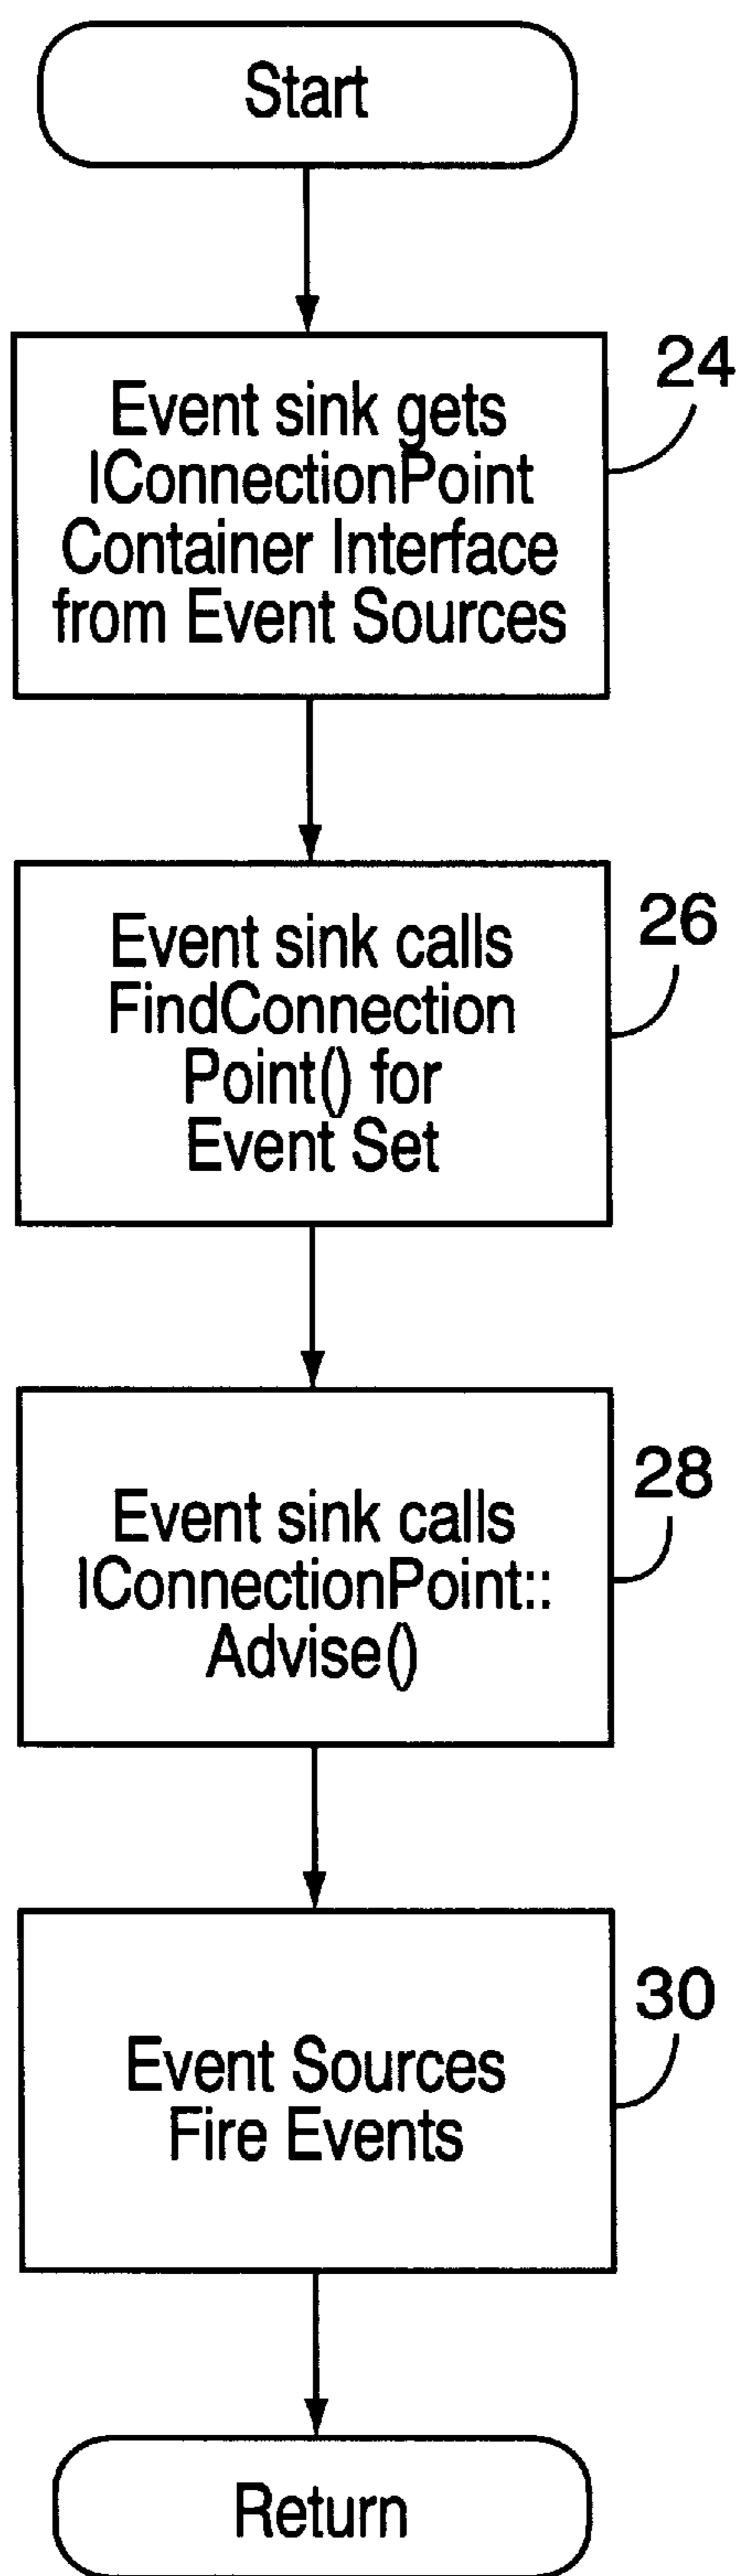 Start
24
Event sink gets
IConnectionPoint
Container Interface
from Event Sources
26
Event sink calls
FindConnection
Point() for
Event Set
28
Event sink calls
IConnectionPoint::
Advise()
30
Event Sources
Fire Events
Return